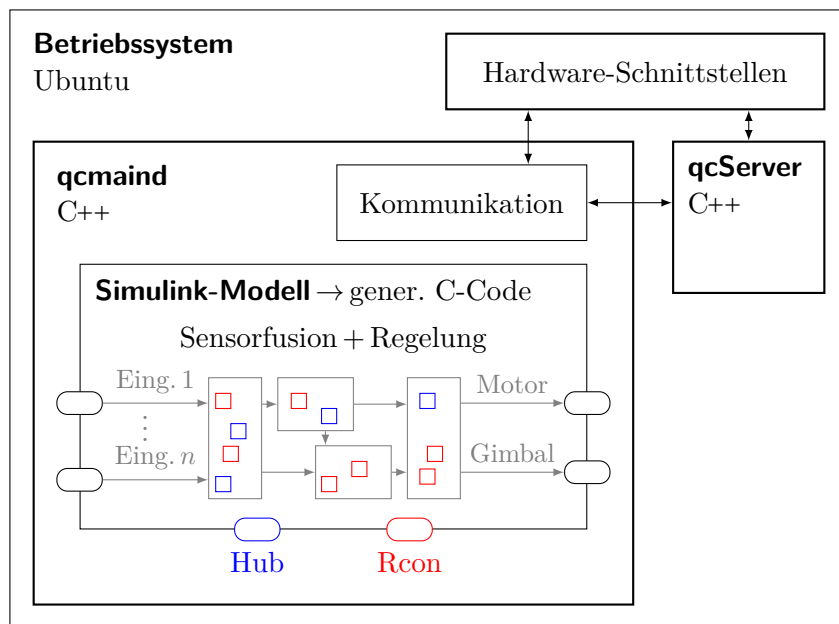 Betriebssystem
Ubuntu
Hardware-Schnittstellen
qcmaind
C++
Kommunikation
qcServer
C++
Simulink-Modell → gener. C-Code
Sensorfusion + Regelung
Eing. 1
⋮
Eing. n
Motor
Gimbal
Hub
Rcon